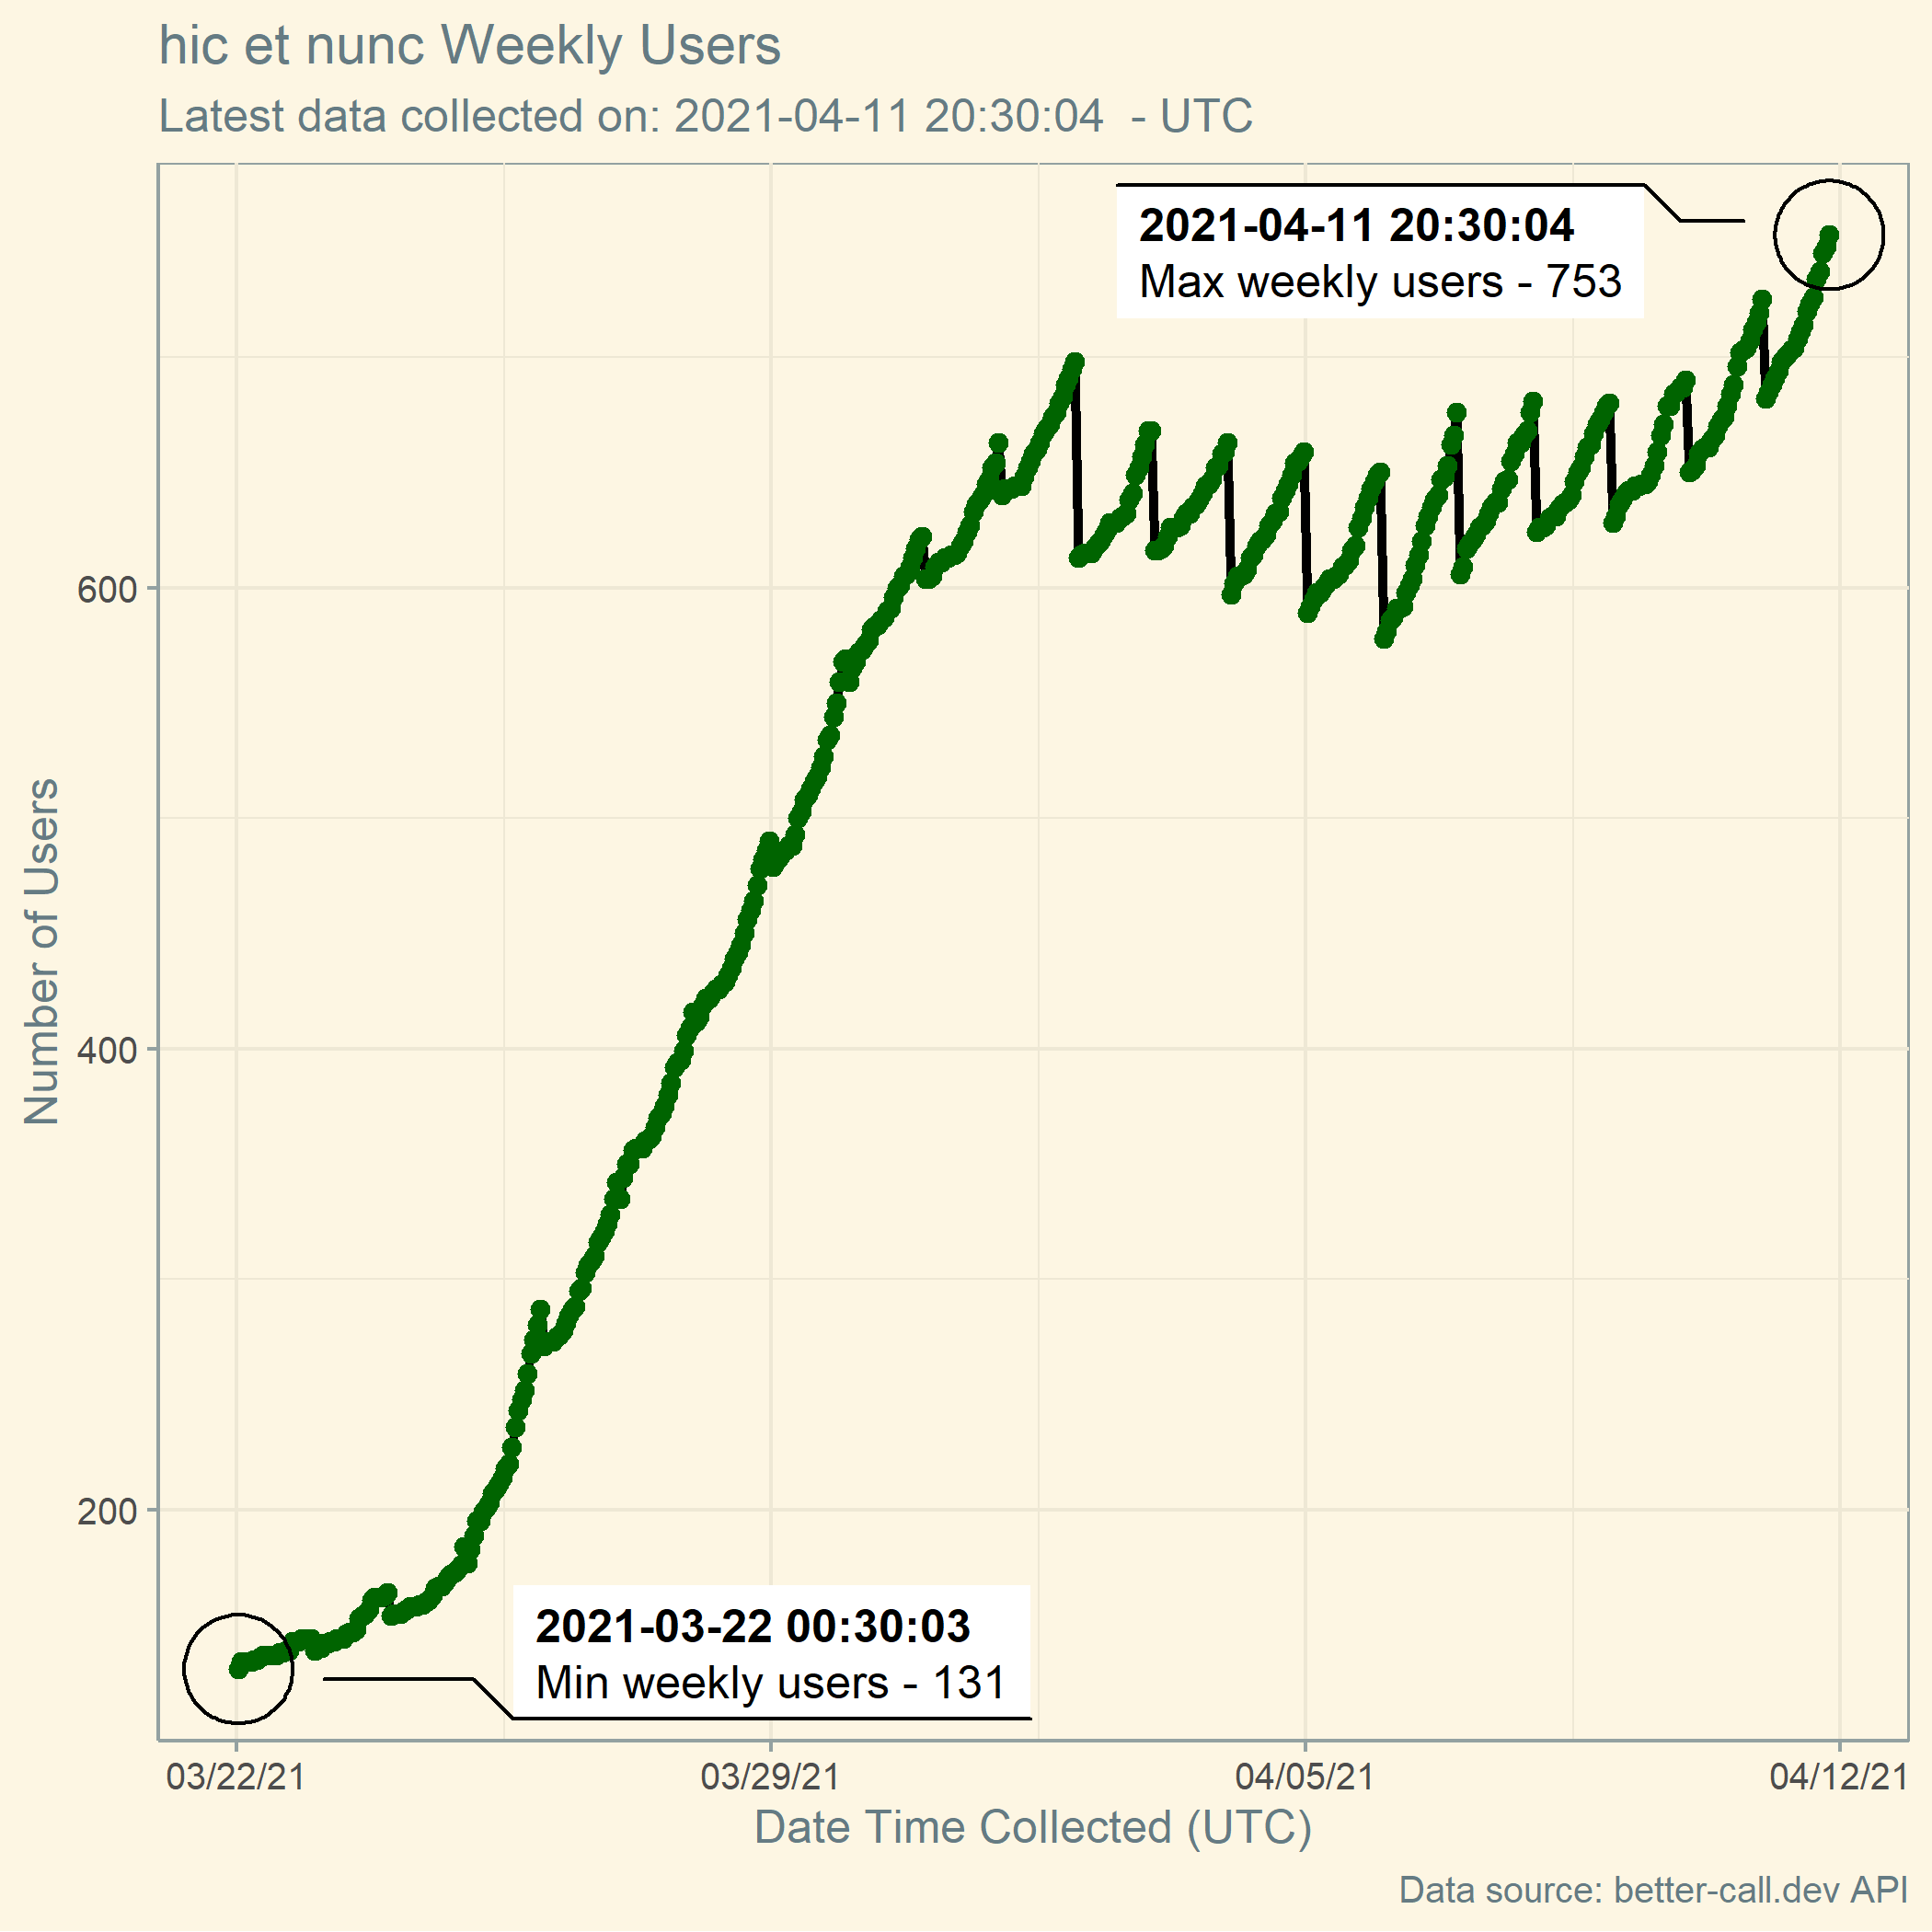 hic et nunc Weekly Users
Latest data collected on: 2021-04-11 20:30:04  - UTC
2021-04-11 20:30:04
Max weekly users - 753
600
400
200
Number of Users
2021-03-22 00:30:03
Min weekly users - 131
03/22/21 03/29/21 04/05/21 04/12/21
Date Time Collected (UTC)
Data source: better-call.dev API